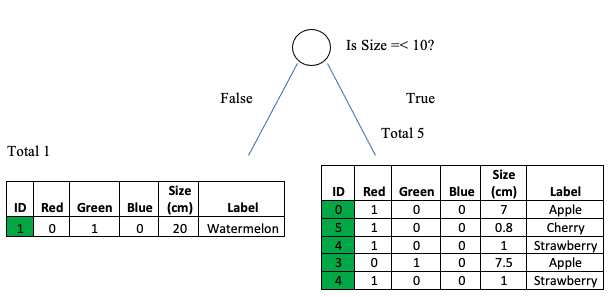 Is Size =< 10?
False
True
Total 5
Total 1
ID Red Green Blue Size (cm) Label
1 0 1 0 20 Watermelon
ID Red Green Blue Size (cm) Label
0 1 0 0 7 Apple
5 1 0 0 0.8 Cherry
4 1 0 0 1 Strawberry
3 0 1 0 7.5 Apple
4 1 0 0 1 Strawberry